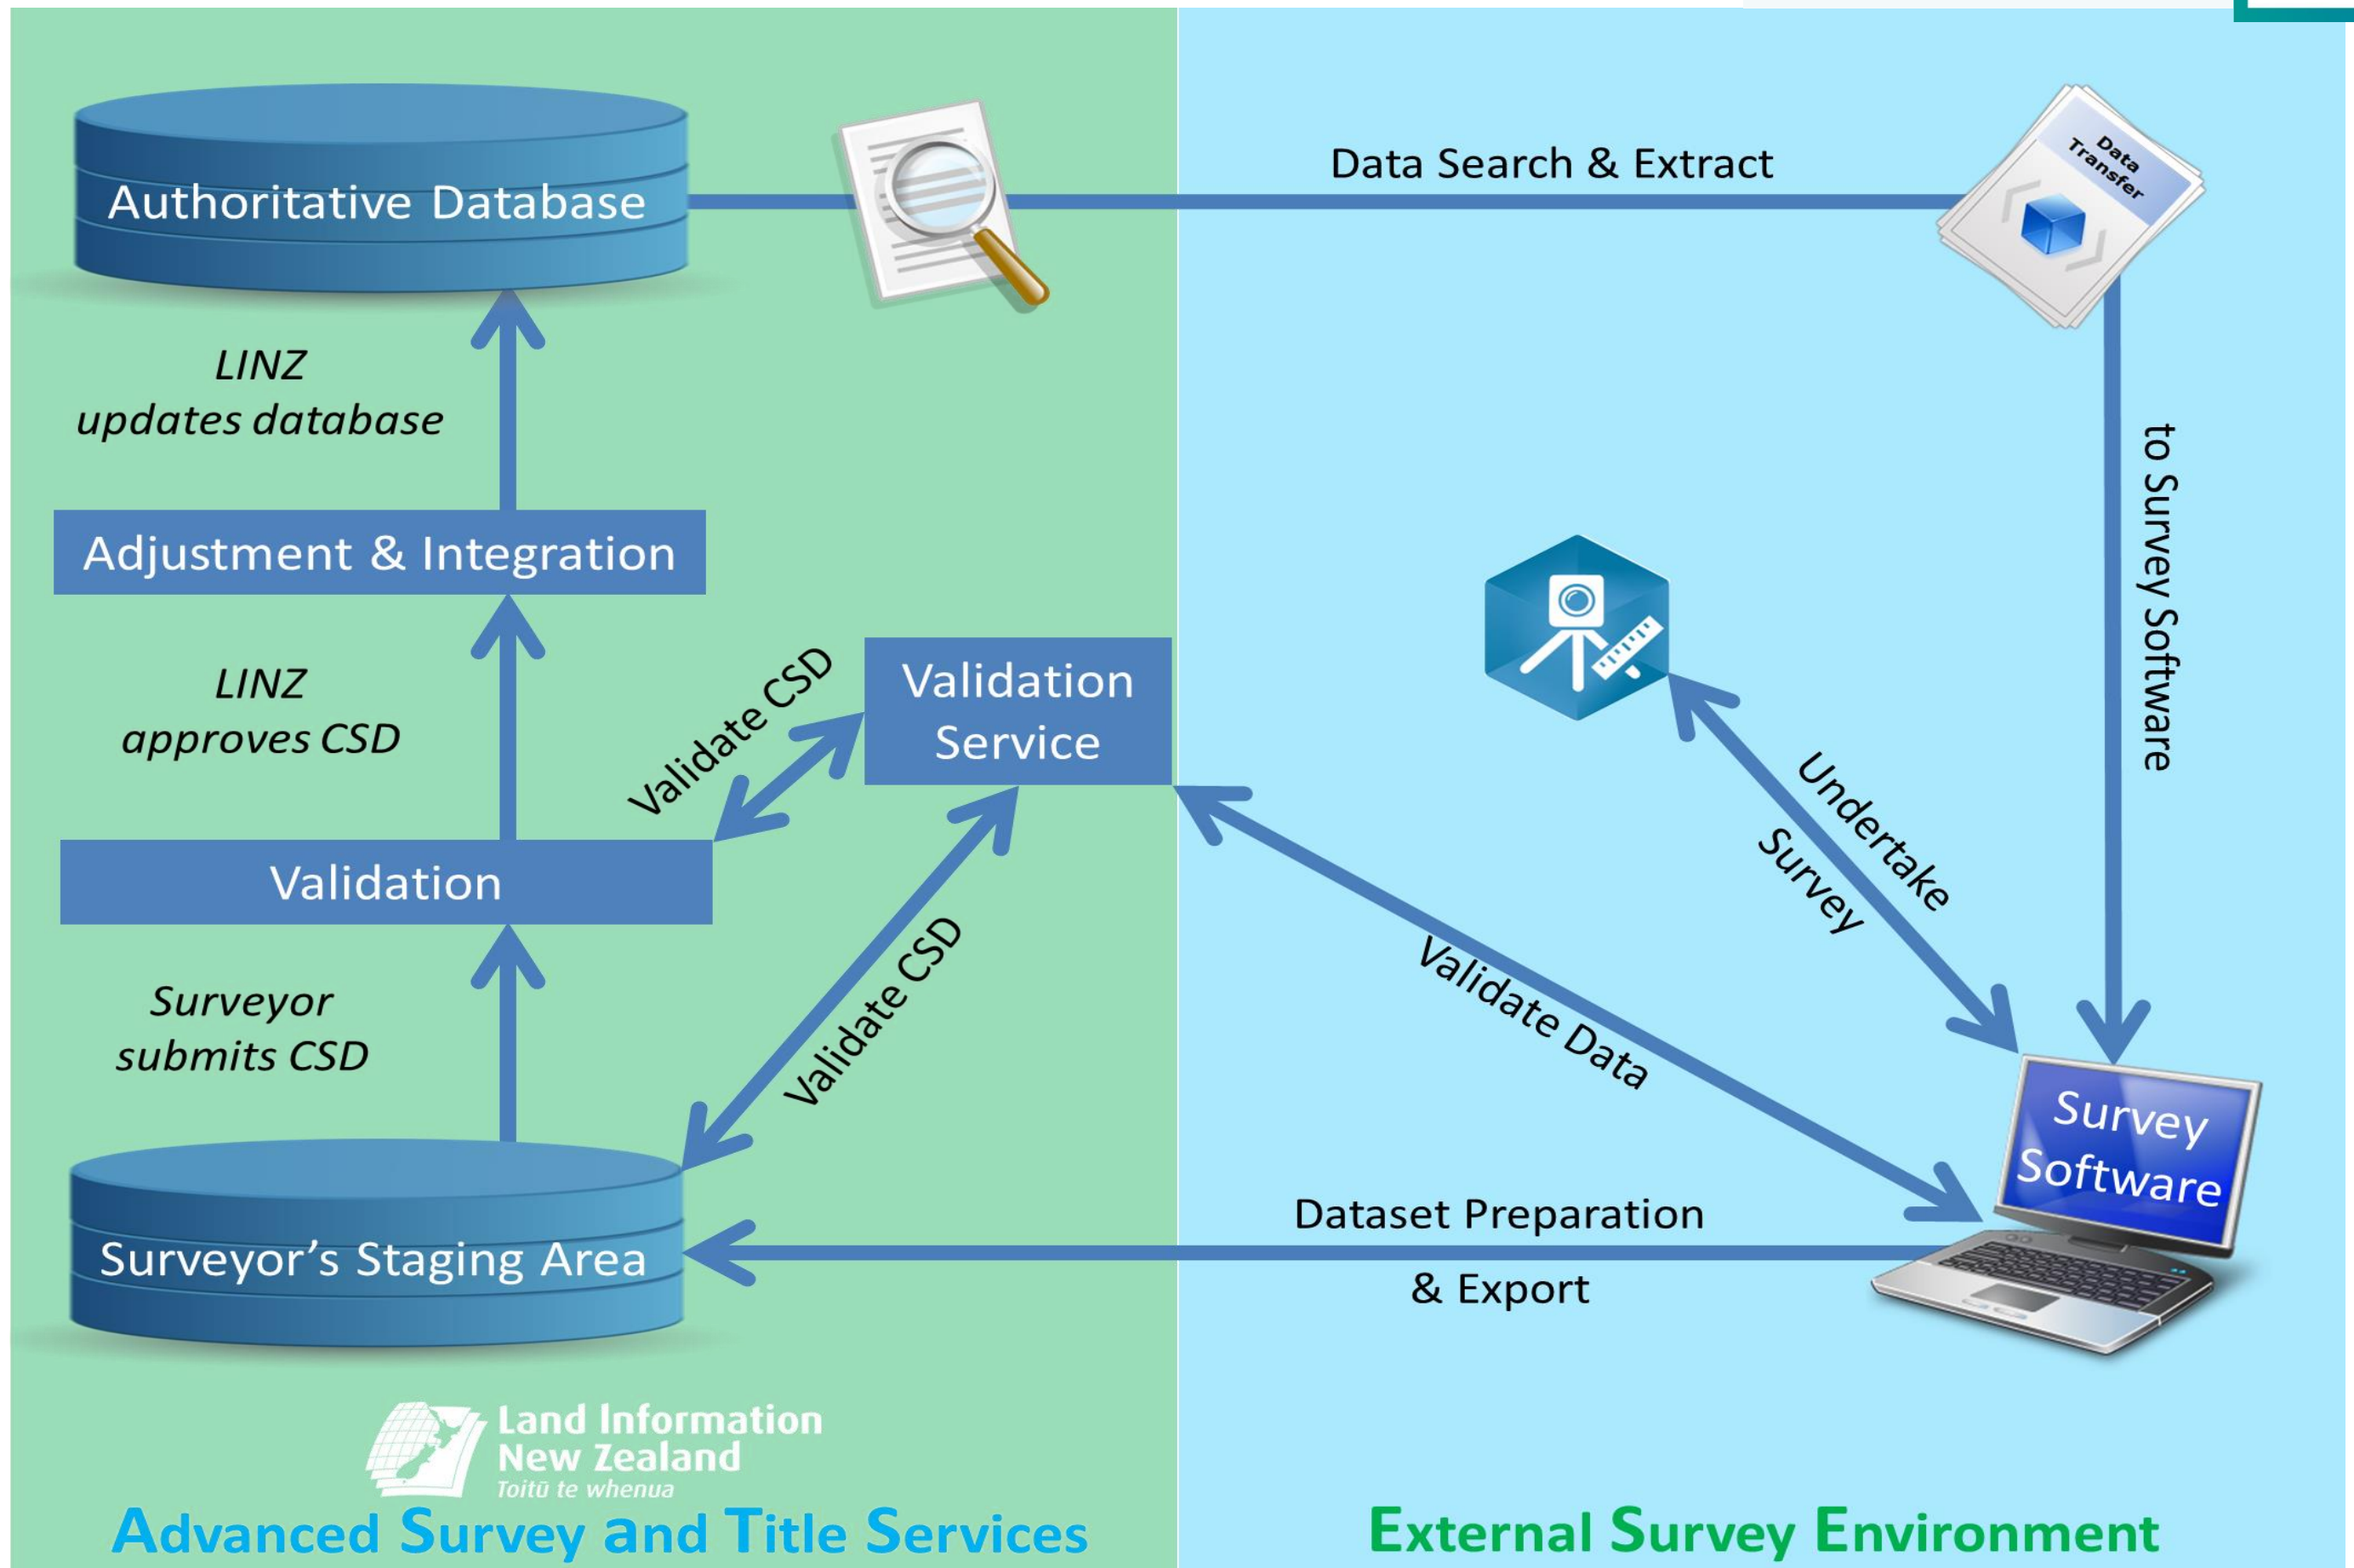 Authoritative Database
Data Search & Extract
Data
Transfer
LINZ
updates database
to Survey Software
Adjustment & Integration
LINZ
approves CSD
Validate CSD
Validation
Service
Undertake
Survey
Validation
Validate CSD
Validate Data
Surveyor
submits CSD
Survey
Software
Surveyor's Staging Area
Dataset Preparation
& Export
Land Information
New Zealand
Toitū te whenua
Advanced Survey and Title Services
External Survey Environment